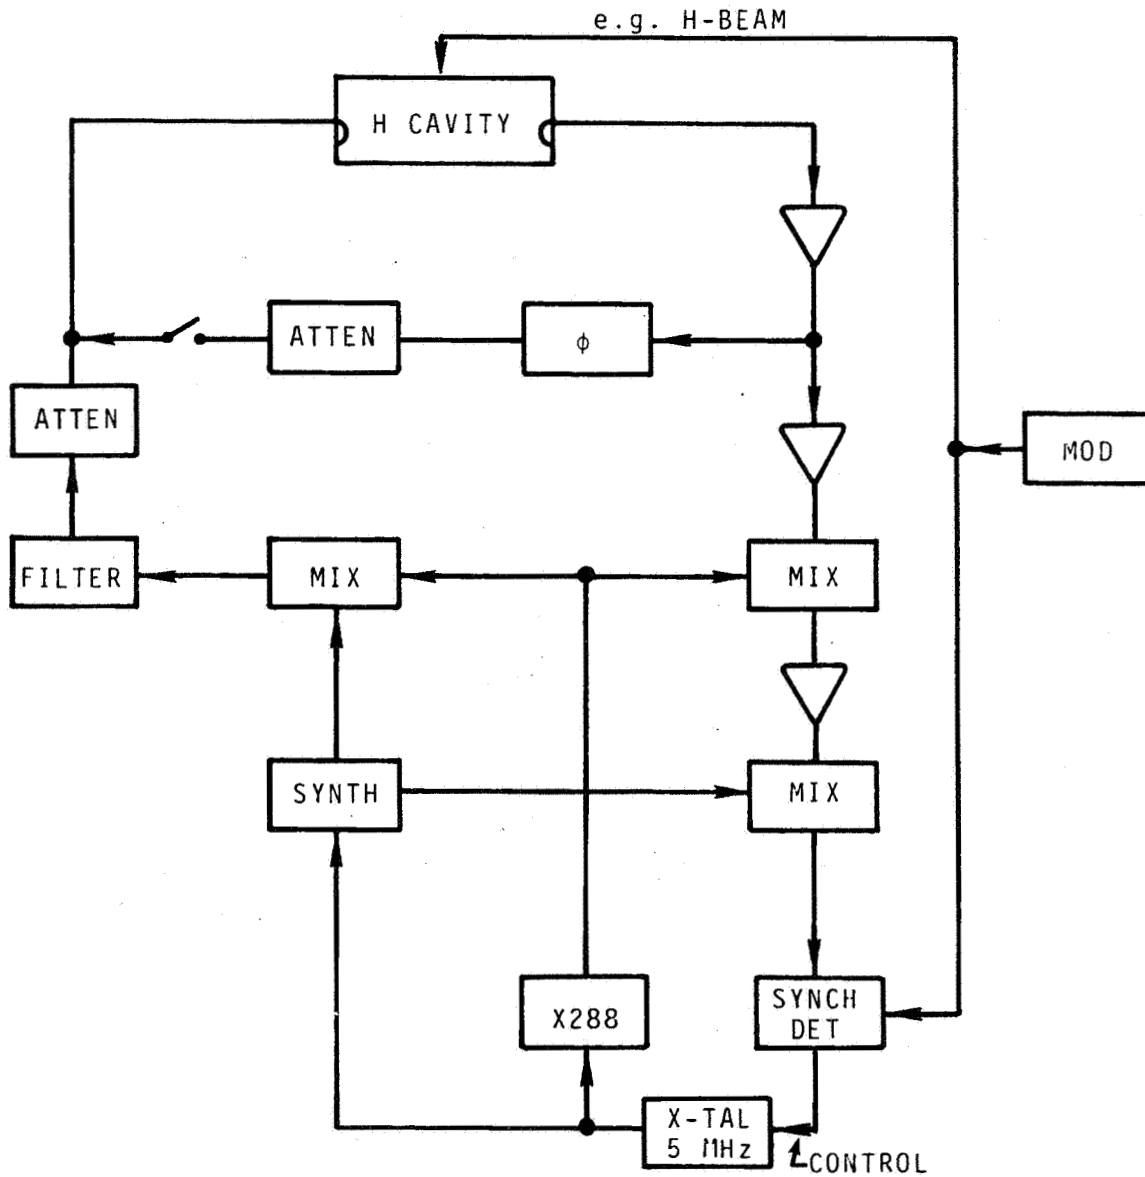 e.g. H-BEAM
H CAVITY
ATTEN
ϕ
ATTEN
MOD
FILTER
MIX
MIX
SYNTH
MIX
X288
SYNCH
DET
X-TAL
5 MHz
CONTROL